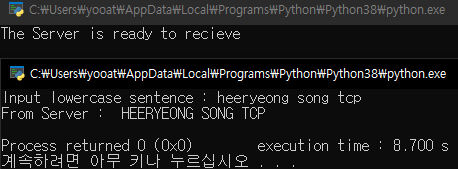 C:₩Users₩yooat₩AppData₩Local₩Programs₩Python₩Python38₩python.exe
The Server is ready to recieve
C:₩Users₩yooat₩AppData₩Local₩Programs₩Python₩Python38₩python.exe
Input lowercase sentence : heeryeong song tcp
From Server :  HEERYEONG SONG TCP
Process returned 0 (0x0)        execution time : 8.700 s
계속하려면 아무 키나 누르십시오 . . .